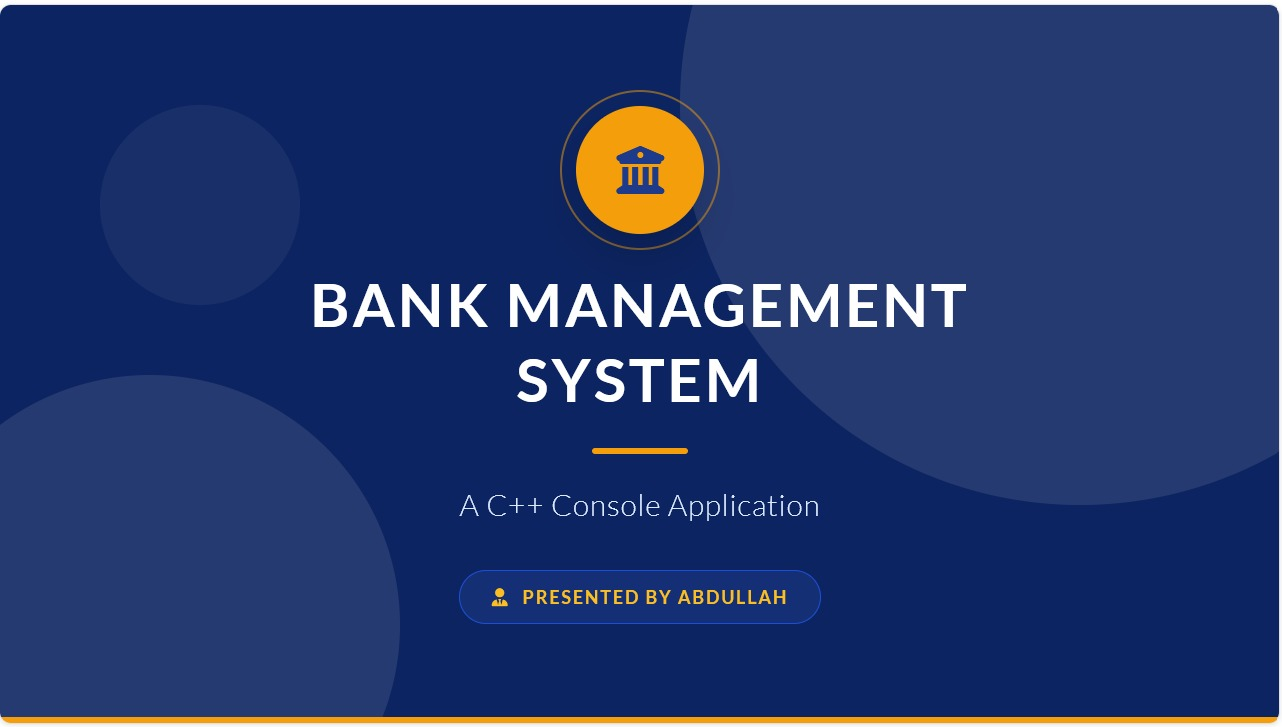 BANK MANAGEMENT
SYSTEM
A C++ Console Application
PRESENTED BY ABDULLAH